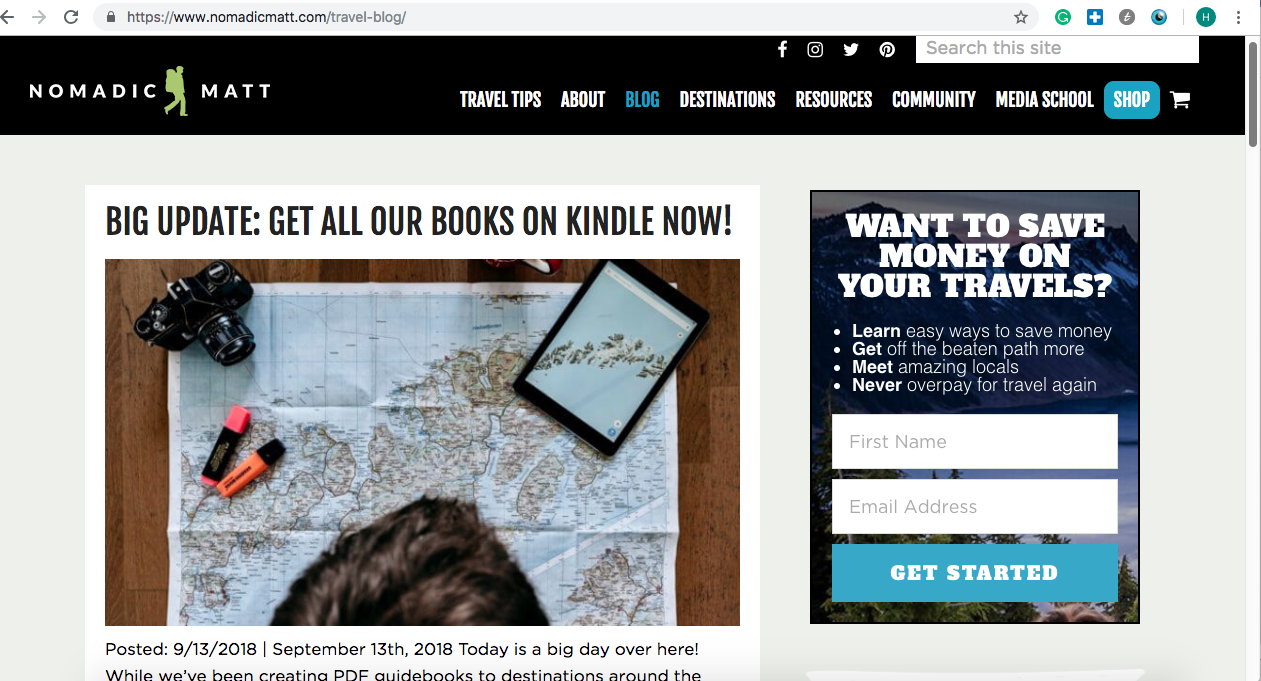 https://www.nomadicmatt.com/travel-blog/
H
Search this site
NOMADIC MATT
TRAVEL TIPS ABOUT BLOG DESTINATIONS RESOURCES COMMUNITY MEDIA SCHOOL SHOP
BIG UPDATE: GET ALL OUR BOOKS ON KINDLE NOW!
Posted: 9/13/2018 | September 13th, 2018 Today is a big day over here!
While we've been creating PDF guidebooks to destinations around the
WANT TO SAVE
MONEY ON
YOUR TRAVELS?
• Learn easy ways to save money
• Get off the beaten path more
• Meet amazing locals
• Never overpay for travel again
First Name
Email Address
GET STARTED